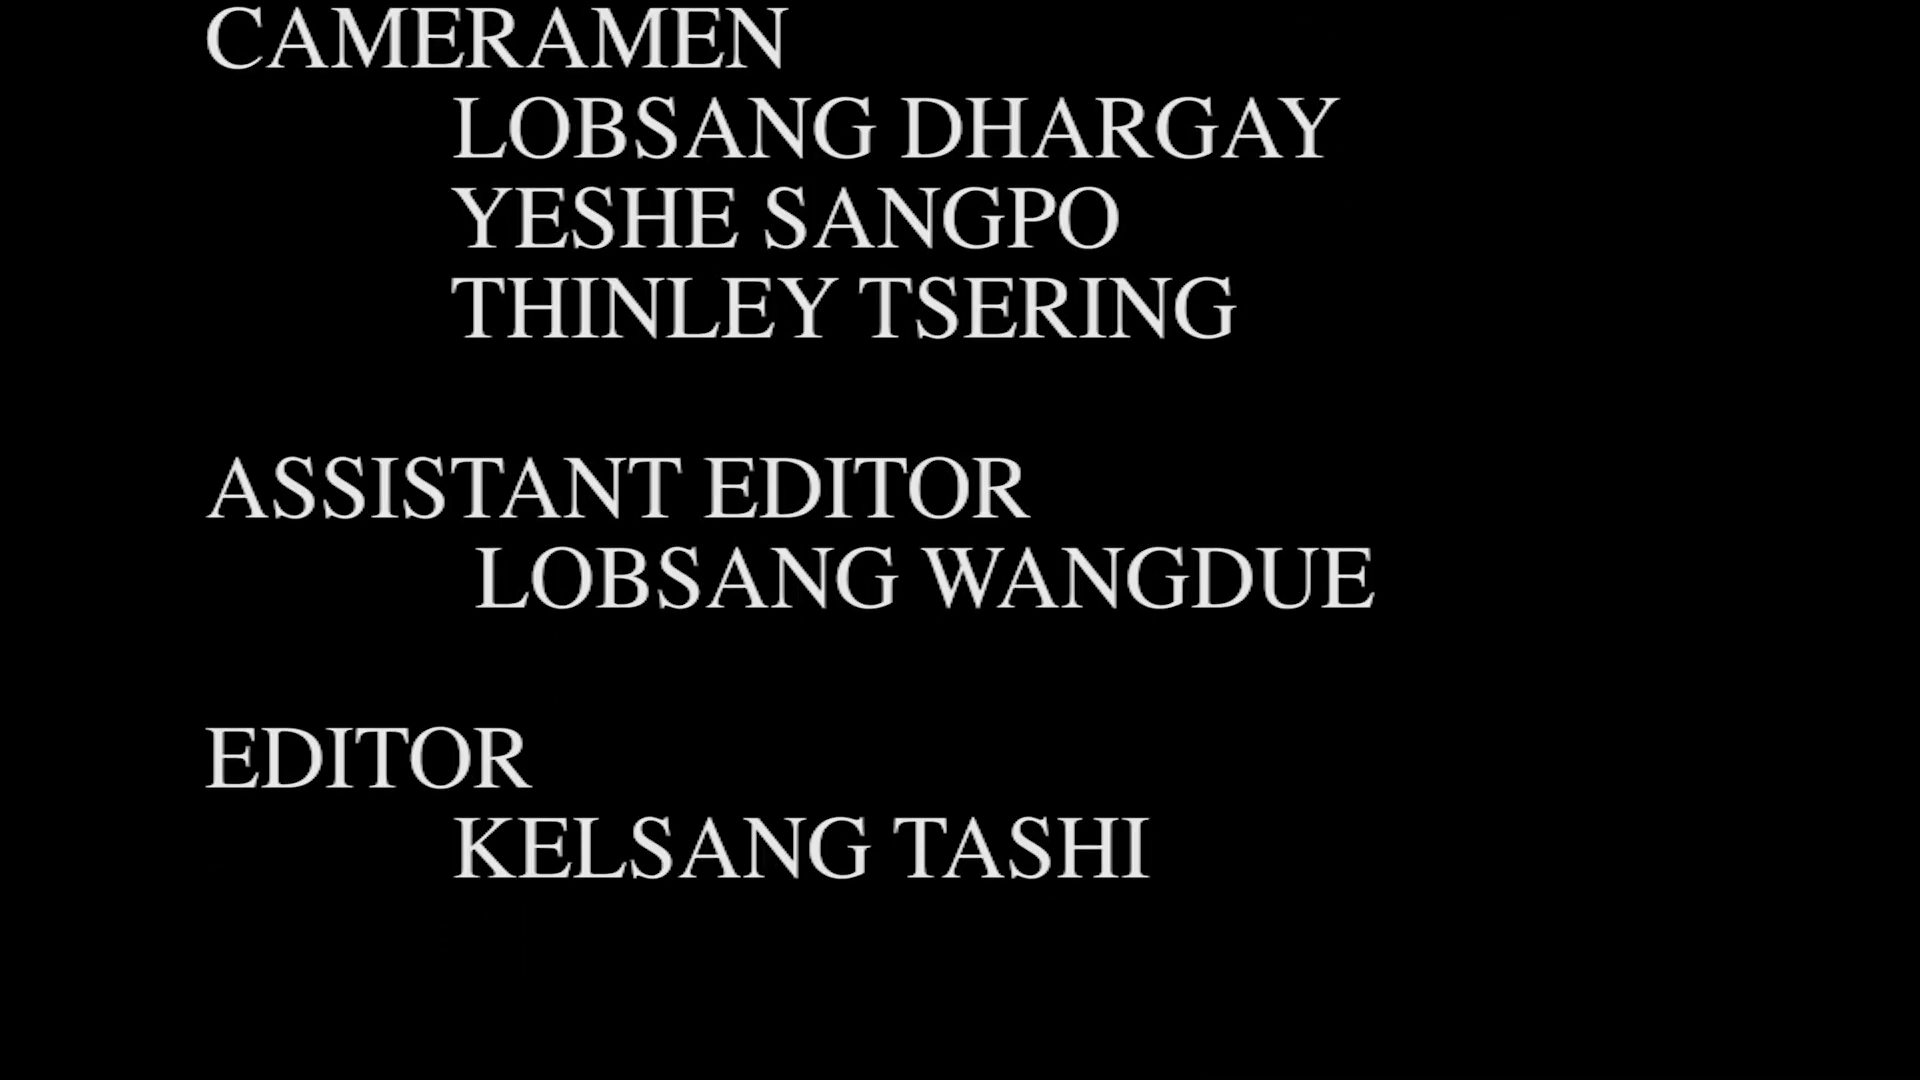 CAMERAMEN
LOBSANG DHARGAY
YESHE SANGPO
THINLEY TSERING
ASSISTANT EDITOR
LOBSANG WANGDUE
EDITOR
KELSANG TASHI